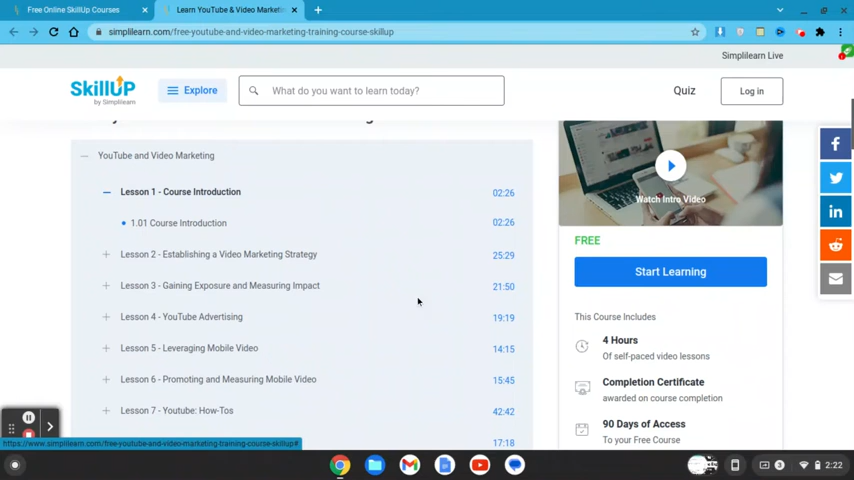 Free Online SkillUp Courses
Learn YouTube & Video Marketin
simplilearn.com/free-youtube-and-video-marketing-training-course-skillup
Simplilearn Live
SkillUP
by Simplilearn
Explore
What do you want to learn today?
Quiz
Log in
YouTube and Video Marketing
Lesson 1 - Course Introduction 02:26
1.01 Course Introduction 02:26
Lesson 2 - Establishing a Video Marketing Strategy 25:29
Lesson 3 - Gaining Exposure and Measuring Impact 21:50
Lesson 4 - YouTube Advertising 19:19
Lesson 5 - Leveraging Mobile Video 14:15
Lesson 6 - Promoting and Measuring Mobile Video 15:45
Lesson 7 - Youtube: How-Tos 42:42
17:18
Watch Intro Video
FREE
Start Learning
This Course Includes
4 Hours
Of self-paced video lessons
Completion Certificate
awarded on course completion
90 Days of Access
To your Free Course
https://www.simplilearn.com/free-youtube-and-video-marketing-training-course-skillup#
3
2:22